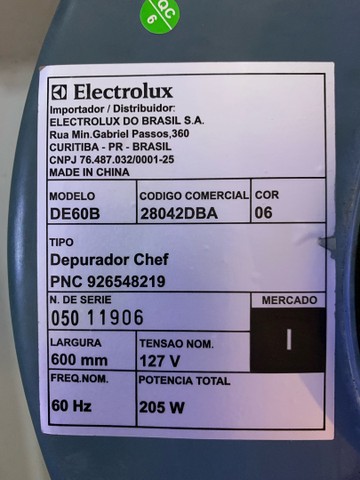 QC
6
Electrolux
Importador / Distribuidor:
ELECTROLUX DO BRASIL S.A.
Rua Min.Gabriel Passos,360
CURITIBA - PR - BRASIL
CNPJ 76.487.032/0001-25
MADE IN CHINA
MODELO CODIGO COMERCIAL COR
DE60B 28042DBA 06
TIPO
Depurador Chef
PNC 926548219
N. DE SERIE MERCADO
050 11906 I
LARGURA TENSAO NOM.
600 mm 127 V
FREQ.NOM. POTENCIA TOTAL
60 Hz 205 W